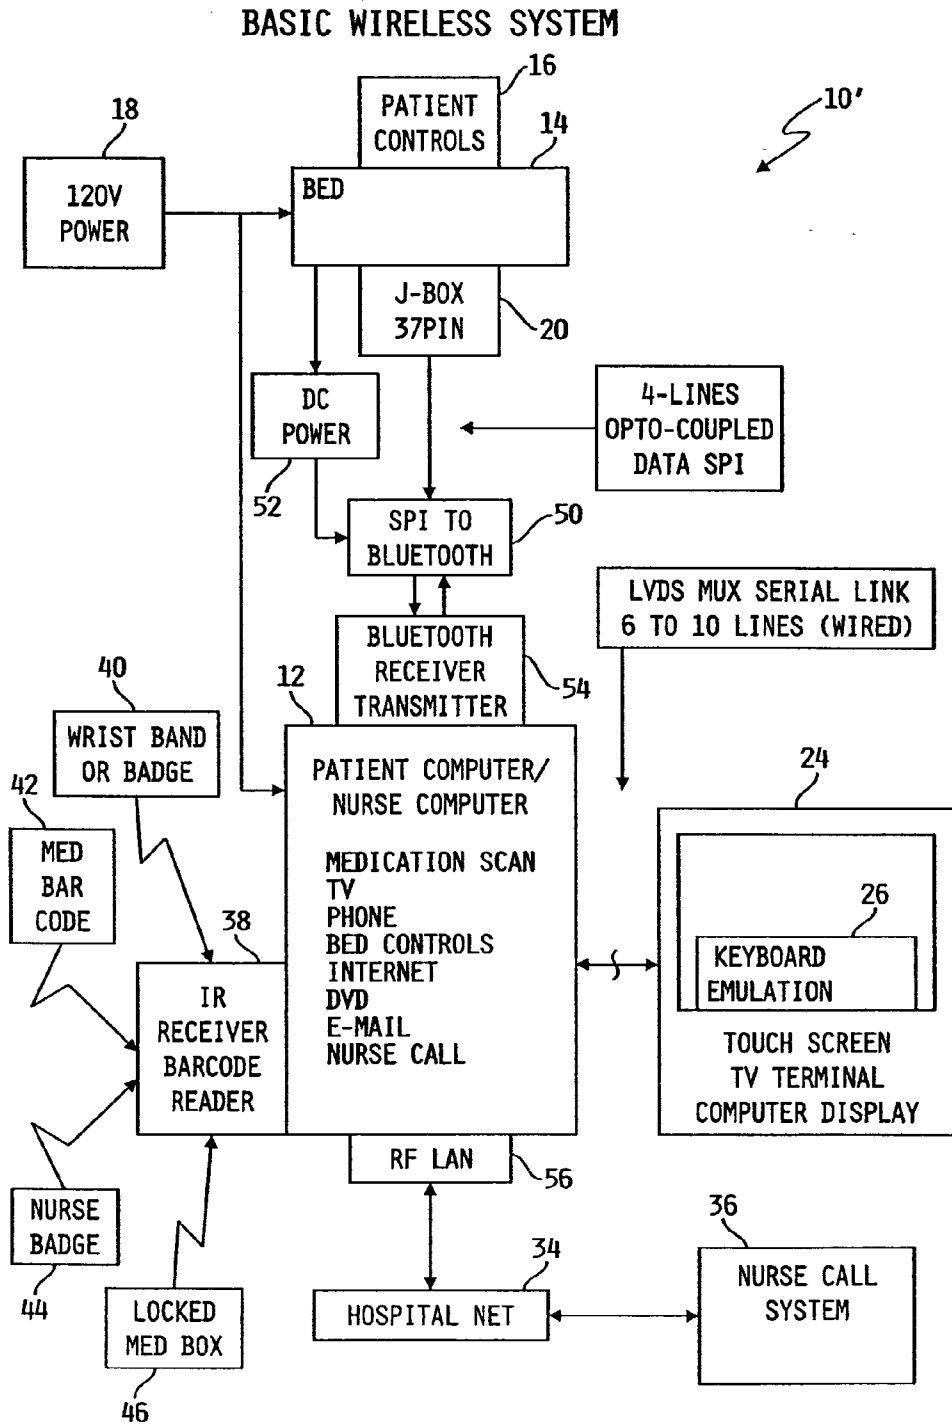 BASIC WIRELESS SYSTEM
16
PATIENT
CONTROLS
10'
18
14
120V
POWER
BED
J-BOX
37PIN
20
DC
POWER
52
4-LINES
OPTO-COUPLED
DATA SPI
SPI TO
BLUETOOTH
50
LVDS MUX SERIAL LINK
6 TO 10 LINES (WIRED)
BLUETOOTH
RECEIVER
TRANSMITTER
54
12
40
WRIST BAND
OR BADGE
42
MED
BAR
CODE
PATIENT COMPUTER/
NURSE COMPUTER
MEDICATION SCAN
TV
PHONE
BED CONTROLS
INTERNET
DVD
E-MAIL
NURSE CALL
24
26
KEYBOARD
EMULATION
TOUCH SCREEN
TV TERMINAL
COMPUTER DISPLAY
38
IR
RECEIVER
BARCODE
READER
RF LAN
56
NURSE
BADGE
44
LOCKED
MED BOX
46
34
HOSPITAL NET
36
NURSE CALL
SYSTEM